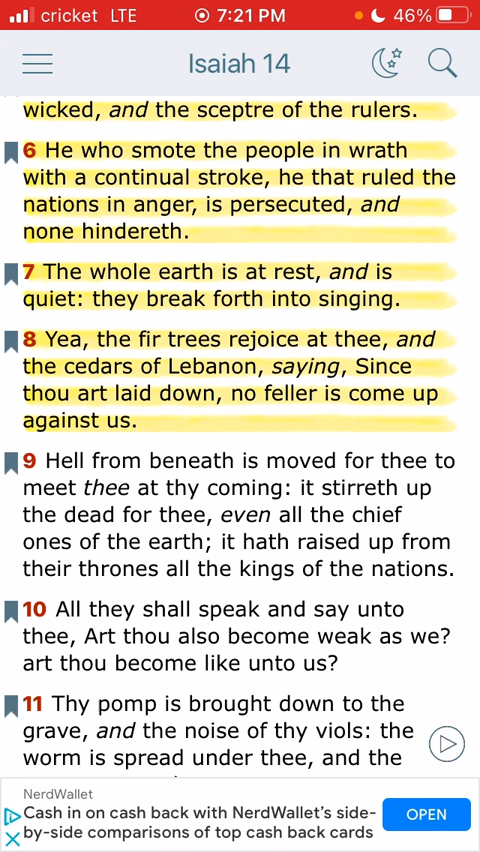 cricket LTE 7:21 PM 46%
Isaiah 14
wicked, and the sceptre of the rulers.
6 He who smote the people in wrath
with a continual stroke, he that ruled the
nations in anger, is persecuted, and
none hindereth.
7 The whole earth is at rest, and is
quiet: they break forth into singing.
8 Yea, the fir trees rejoice at thee, and
the cedars of Lebanon, saying, Since
thou art laid down, no feller is come up
against us.
9 Hell from beneath is moved for thee to
meet thee at thy coming: it stirreth up
the dead for thee, even all the chief
ones of the earth; it hath raised up from
their thrones all the kings of the nations.
10 All they shall speak and say unto
thee, Art thou also become weak as we?
art thou become like unto us?
11 Thy pomp is brought down to the
grave, and the noise of thy viols: the
worm is spread under thee, and the
NerdWallet
Cash in on cash back with NerdWallet's side-
by-side comparisons of top cash back cards
OPEN